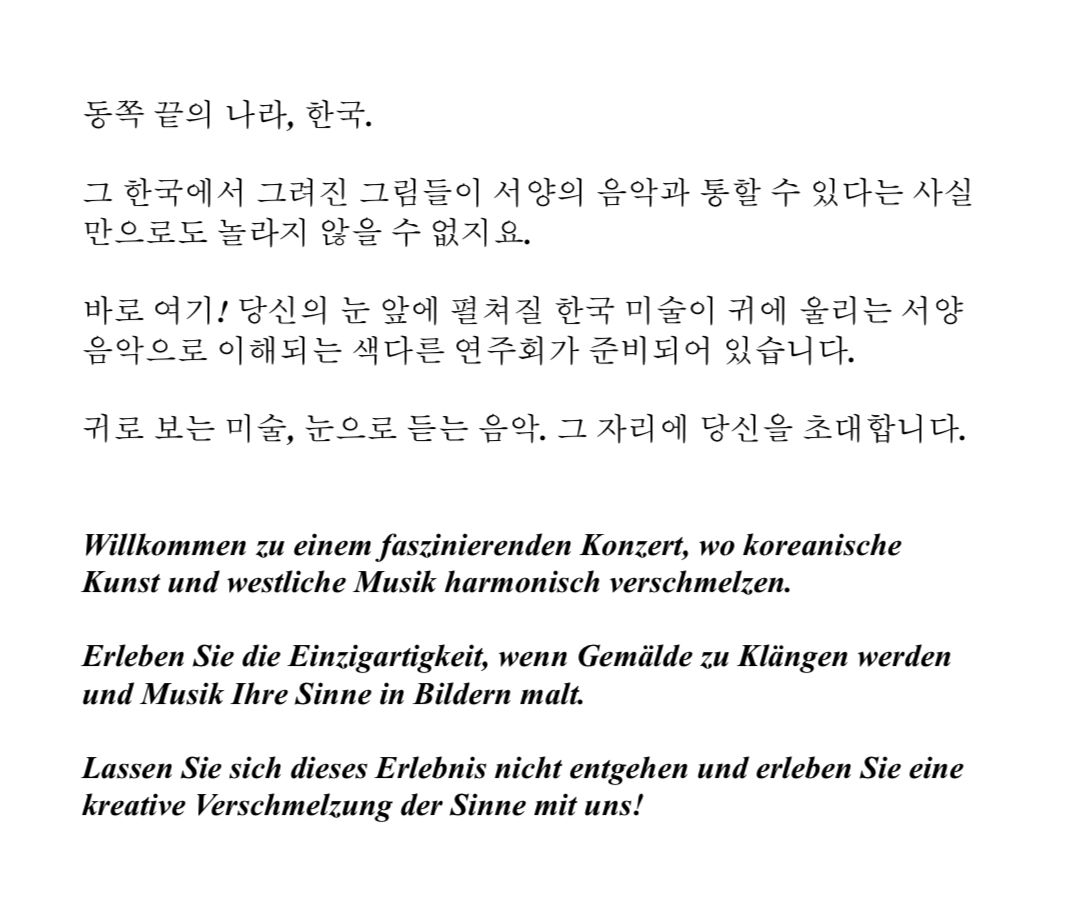 동쪽 끝의 나라, 한국.
그 한국에서 그려진 그림들이 서양의 음악과 통할 수 있다는 사실
만으로도 놀라지 않을 수 없지요.
바로 여기! 당신의 눈 앞에 펼쳐질 한국 미술이 귀에 울리는 서양
음악으로 이해되는 색다른 연주회가 준비되어 있습니다.
귀로 보는 미술, 눈으로 듣는 음악. 그 자리에 당신을 초대합니다.
Willkommen zu einem faszinierenden Konzert, wo koreanische
Kunst und westliche Musik harmonisch verschmelzen.
Erleben Sie die Einzigartigkeit, wenn Gemälde zu Klängen werden
und Musik Ihre Sinne in Bildern malt.
Lassen Sie sich dieses Erlebnis nicht entgehen und erleben Sie eine
kreative Verschmelzung der Sinne mit uns!